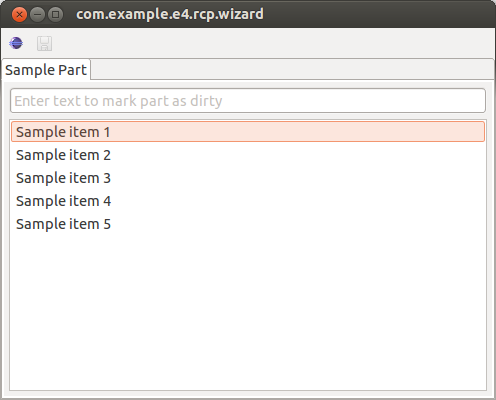 com.example.e4.rcp.wizard
Sample Part
Enter text to mark part as dirty
Sample item 1
Sample item 2
Sample item 3
Sample item 4
Sample item 5